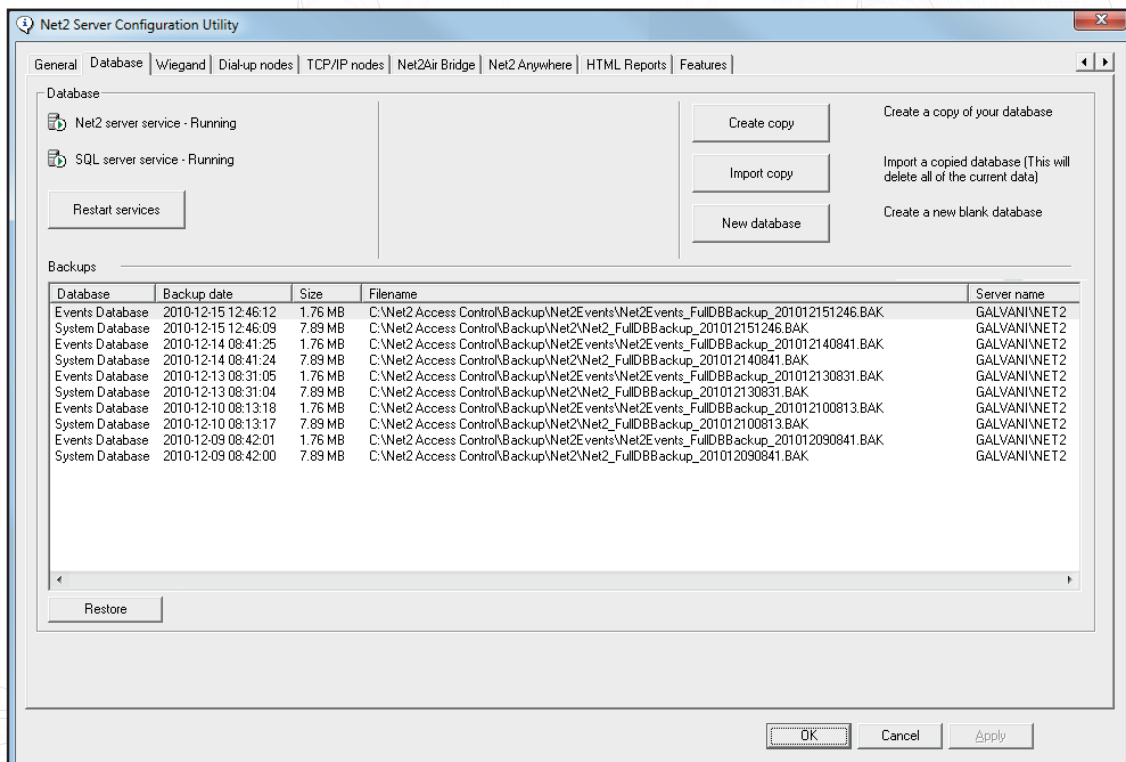 Net2 Server Configuration Utility
General Database Wiegand Dial-up nodes TCP/IP nodes Net2Air Bridge Net2 Anywhere HTML Reports Features
Database
Net2 server service - Running
SQL server service - Running
Restart services
Create copy Create a copy of your database
Import copy Import a copied database (This will
delete all of the current data)
New database Create a new blank database
Backups
Database Backup date Size Filename Server name
Events Database 2010-12-15 12:46:12 1.76 MB C:\Net2 Access Control\Backup\Net2Events\Net2Events_FullDBBackup_201012151246.BAK GALVANI\NET2
System Database 2010-12-15 12:46:09 7.89 MB C:\Net2 Access Control\Backup\Net2\Net2_FullDBBackup_201012151246.BAK GALVANI\NET2
Events Database 2010-12-14 08:41:25 1.76 MB C:\Net2 Access Control\Backup\Net2Events\Net2Events_FullDBBackup_201012140841.BAK GALVANI\NET2
System Database 2010-12-14 08:41:24 7.89 MB C:\Net2 Access Control\Backup\Net2\Net2_FullDBBackup_201012140841.BAK GALVANI\NET2
Events Database 2010-12-13 08:31:05 1.76 MB C:\Net2 Access Control\Backup\Net2Events\Net2Events_FullDBBackup_201012130831.BAK GALVANI\NET2
System Database 2010-12-13 08:31:04 7.89 MB C:\Net2 Access Control\Backup\Net2\Net2_FullDBBackup_201012130831.BAK GALVANI\NET2
Events Database 2010-12-10 08:13:18 1.76 MB C:\Net2 Access Control\Backup\Net2Events\Net2Events_FullDBBackup_201012100813.BAK GALVANI\NET2
System Database 2010-12-10 08:13:17 7.89 MB C:\Net2 Access Control\Backup\Net2\Net2_FullDBBackup_201012100813.BAK GALVANI\NET2
Events Database 2010-12-09 08:42:01 1.76 MB C:\Net2 Access Control\Backup\Net2Events\Net2Events_FullDBBackup_201012090841.BAK GALVANI\NET2
System Database 2010-12-09 08:42:00 7.89 MB C:\Net2 Access Control\Backup\Net2\Net2_FullDBBackup_201012090841.BAK GALVANI\NET2
Restore
OK Cancel Apply